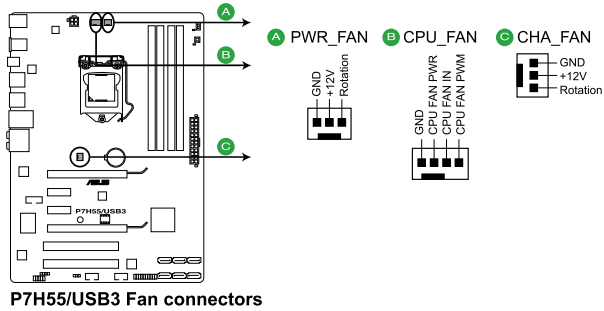 A
B
C
A PWR_FAN
GND
+12V
Rotation
B CPU_FAN
GND
CPU FAN PWR
CPU FAN IN
CPU FAN PWM
C CHA_FAN
GND
+12V
Rotation
ASUS
P7H55/USB3
P7H55/USB3 Fan connectors